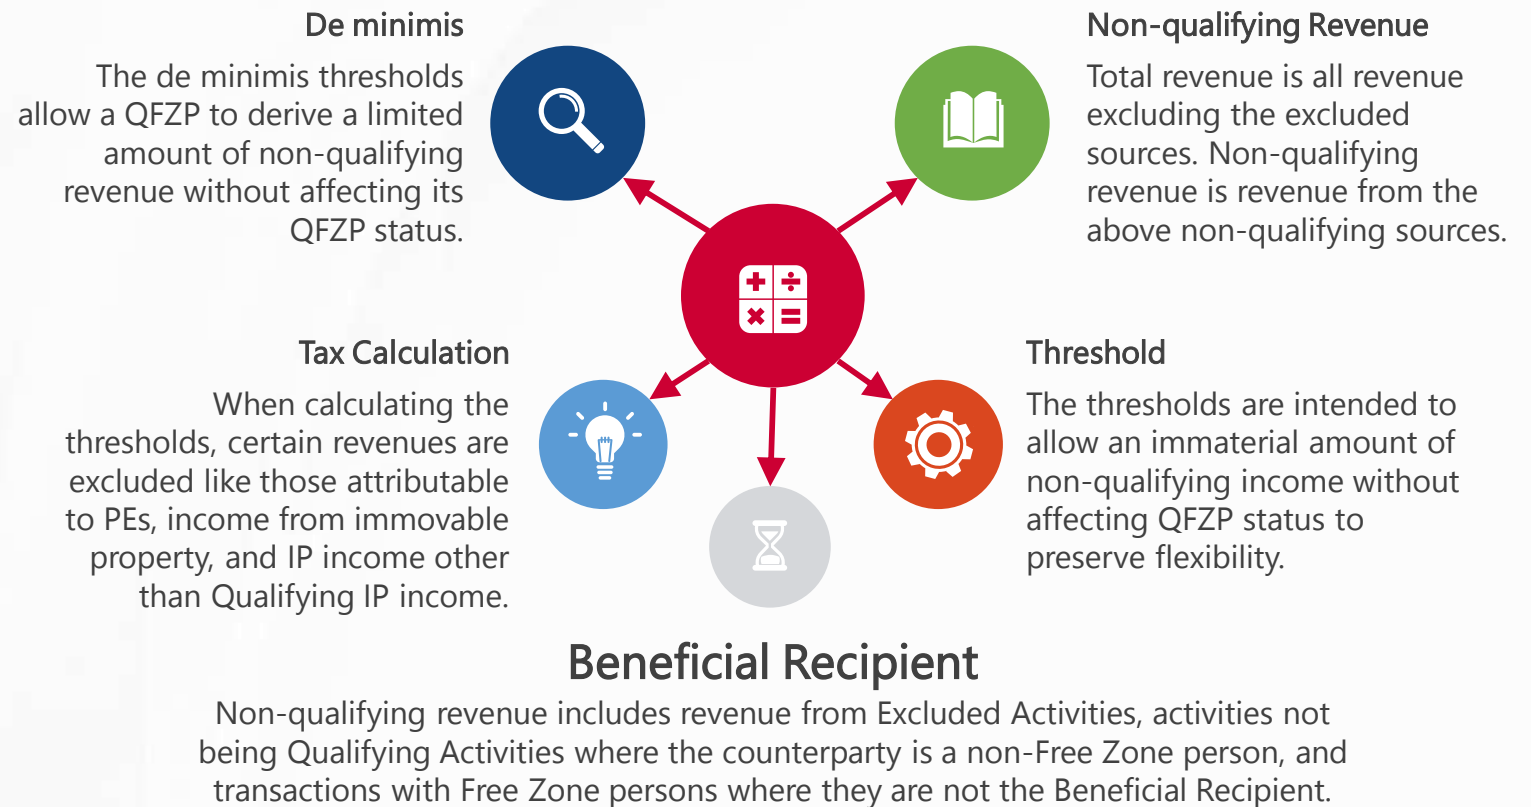 De minimis
The de minimis thresholds
allow a QFZP to derive a limited
amount of non-qualifying
revenue without affecting its
QFZP status.
Non-qualifying Revenue
Total revenue is all revenue
excluding the excluded
sources. Non-qualifying
revenue is revenue from the
above non-qualifying sources.
Tax Calculation
When calculating the
thresholds, certain revenues are
excluded like those attributable
to PEs, income from immovable
property, and IP income other
than Qualifying IP income.
Threshold
The thresholds are intended to
allow an immaterial amount of
non-qualifying income without
affecting QFZP status to
preserve flexibility.
Beneficial Recipient
Non-qualifying revenue includes revenue from Excluded Activities, activities not
being Qualifying Activities where the counterparty is a non-Free Zone person, and
transactions with Free Zone persons where they are not the Beneficial Recipient.